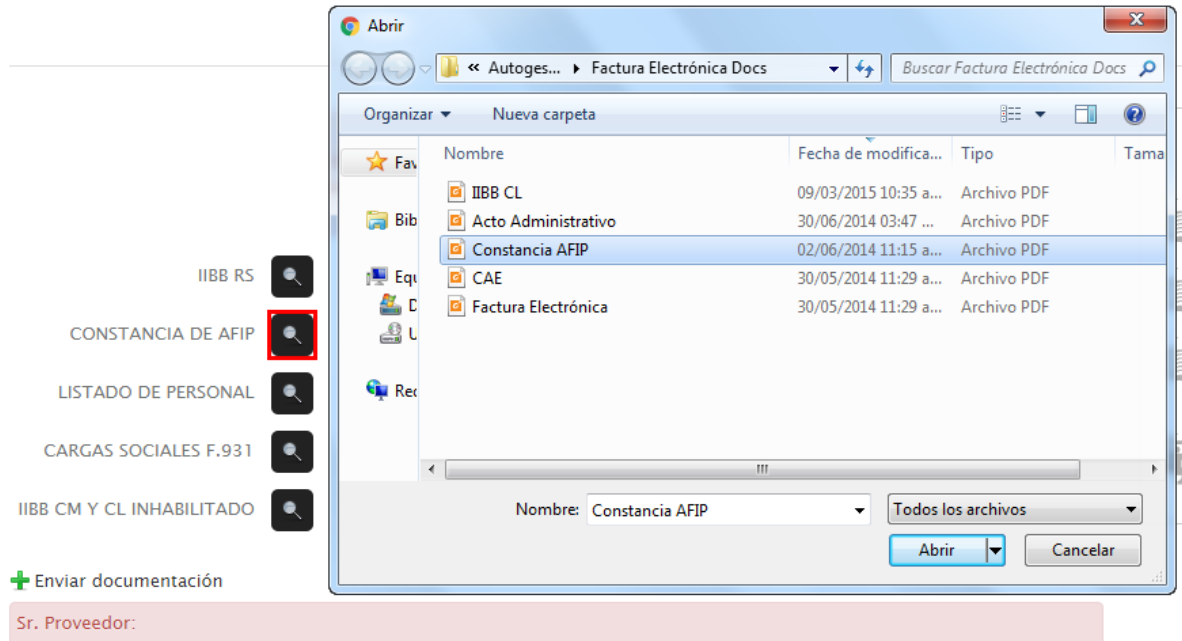 Abrir
« Autoges... Factura Electrónica Docs
Buscar Factura Electrónica Docs
Organizar
Nueva carpeta
Nombre Fecha de modifica... Tipo Tama
Fav
Bib
Equ
D
U
Rec
IIBB CL 09/03/2015 10:35 a... Archivo PDF
Acto Administrativo 30/06/2014 03:47 ... Archivo PDF
Constancia AFIP 02/06/2014 11:15 a... Archivo PDF
CAE 30/05/2014 11:29 a... Archivo PDF
Factura Electrónica 30/05/2014 11:29 a... Archivo PDF
Nombre: Constancia AFIP Todos los archivos
Abrir Cancelar
IIBB RS
CONSTANCIA DE AFIP
LISTADO DE PERSONAL
CARGAS SOCIALES F.931
IIBB CM Y CL INHABILITADO
Enviar documentación
Sr. Proveedor: